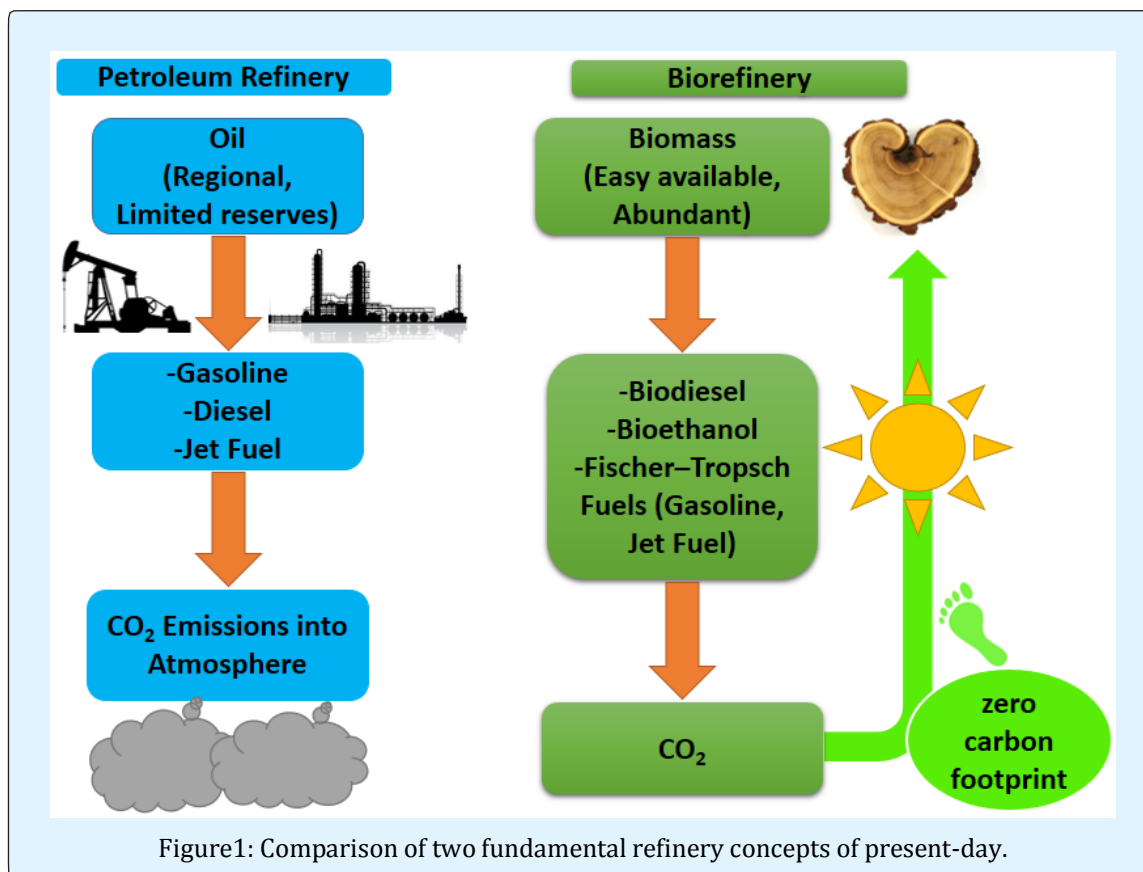 Petroleum Refinery
Oil
(Regional,
Limited reserves)
-Gasoline
-Diesel
-Jet Fuel
CO₂ Emissions into
Atmosphere
Biorefinery
Biomass
(Easy available,
Abundant)
-Biodiesel
-Bioethanol
-Fischer–Tropsch
Fuels (Gasoline,
Jet Fuel)
CO₂
zero
carbon
footprint
Figure1: Comparison of two fundamental refinery concepts of present-day.